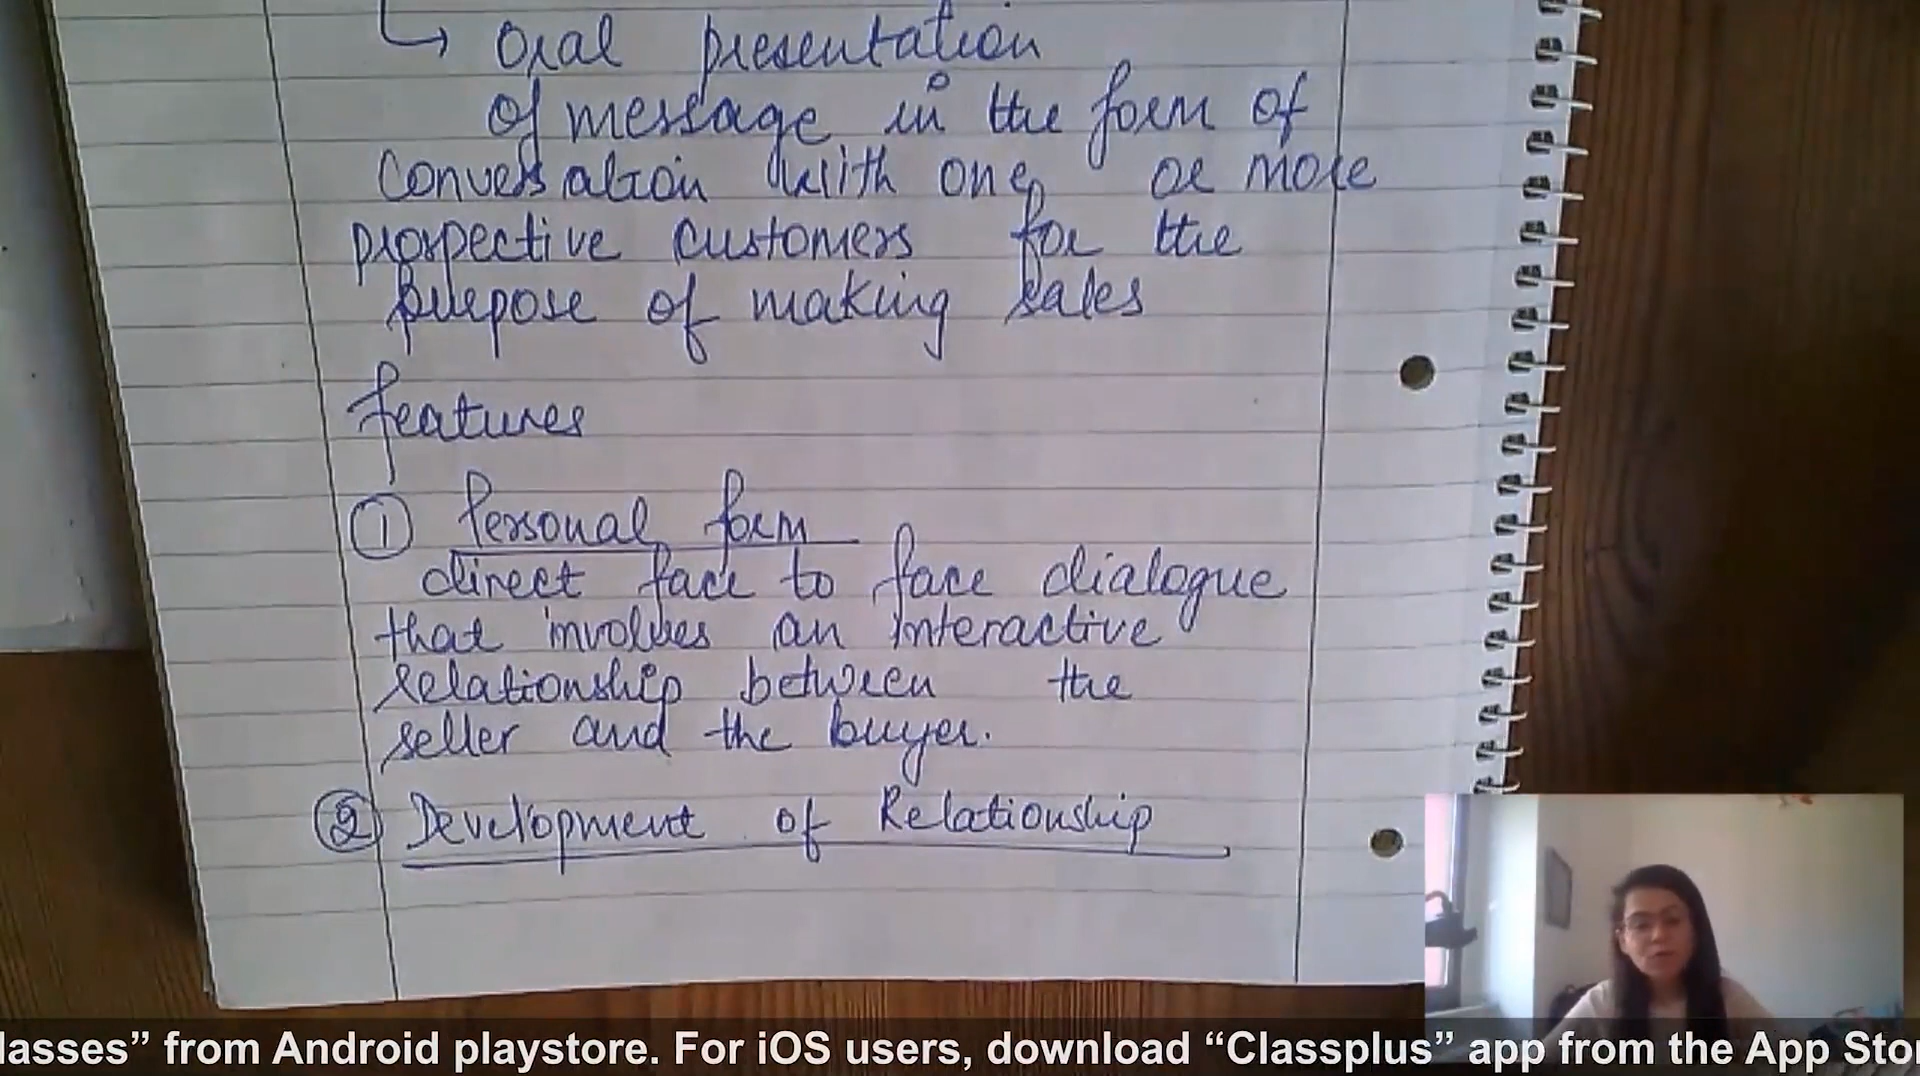 ↳ Oral presentation
of message in the form of
conversation with one or more
prospective customers for the
purpose of making sales
features
① Personal form
direct face to face dialogue
that involves an interactive
relationship between the
seller and the buyer.
② Development of Relationship
lasses” from Android playstore. For iOS users, download “Classplus” app from the App Sto